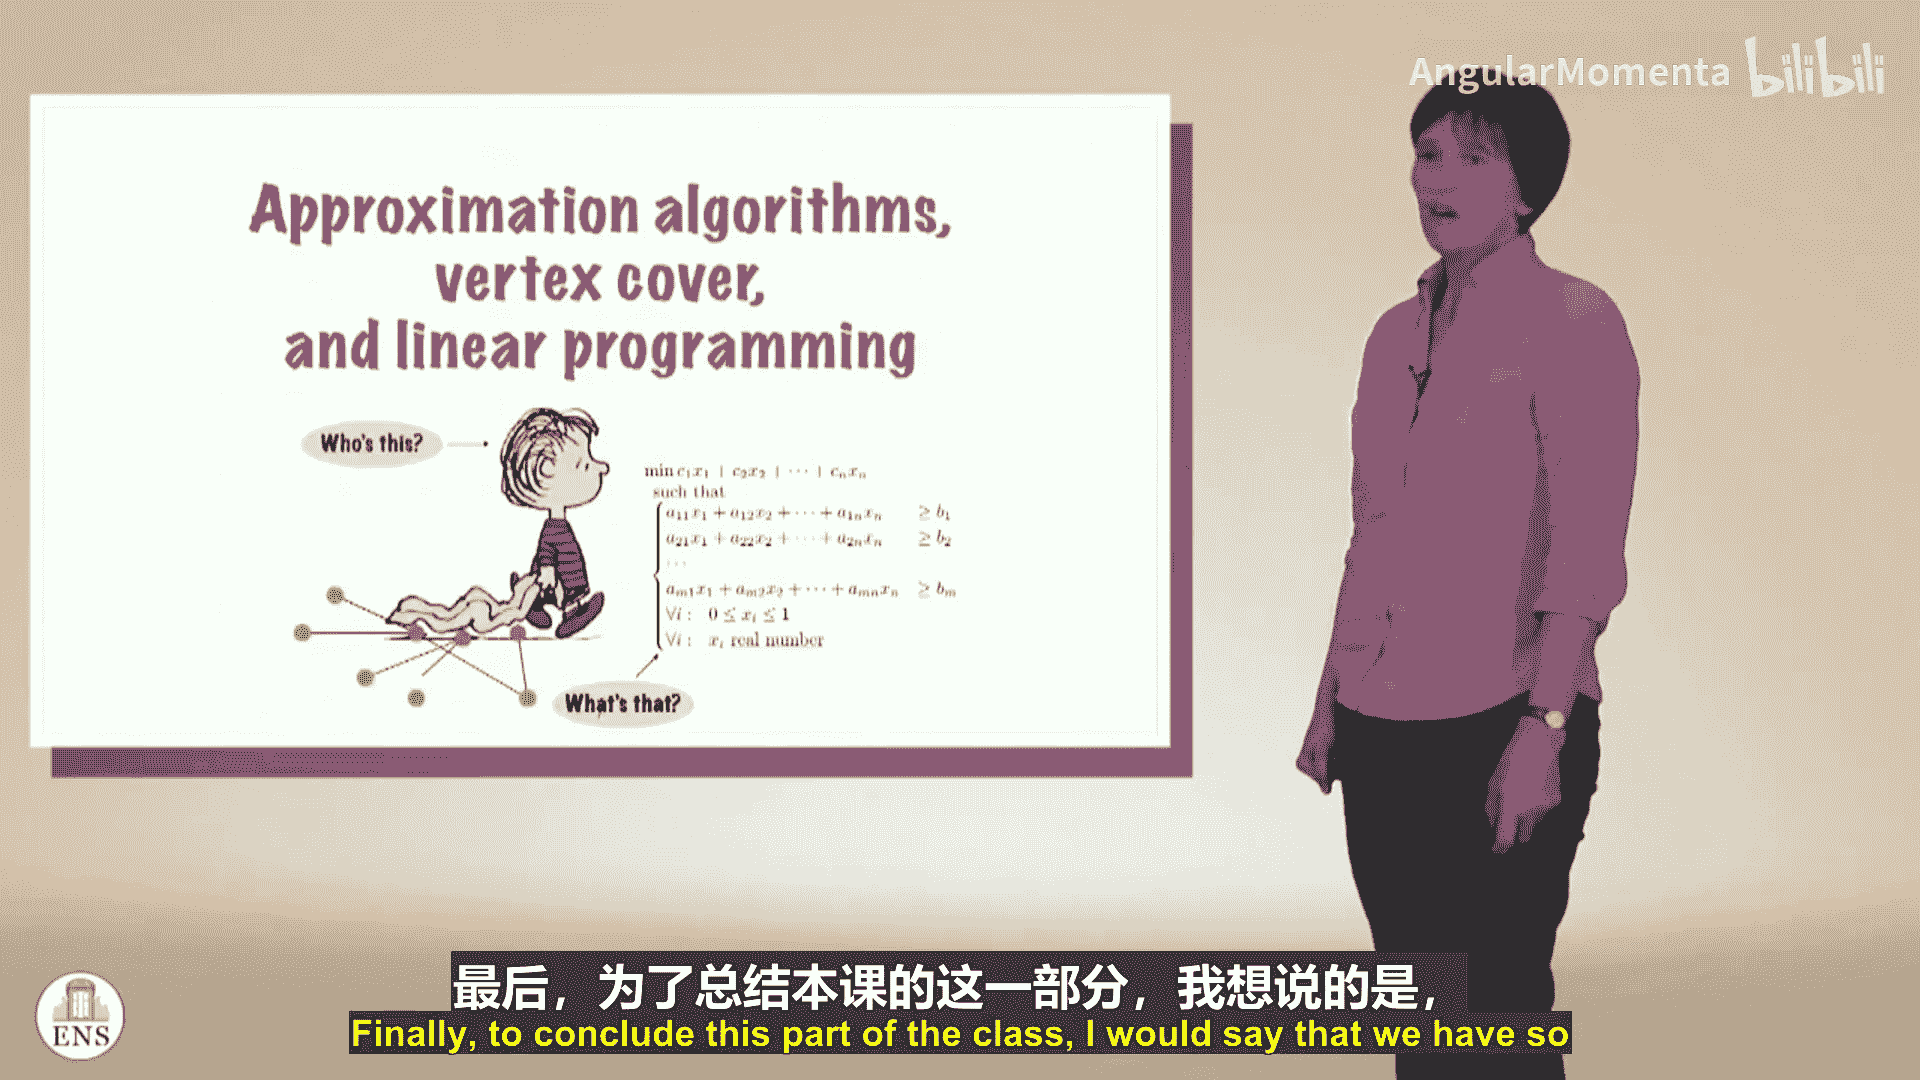 AngularMomenta bilibili
Approximation algorithms,
vertex cover,
and linear programming
Who's this?
min c₁x₁ + c₂x₂ + ··· + cₙxₙ
such that
a₁₁x₁ + a₁₂x₂ + ··· + a₁ₙxₙ ≥ b₁
a₂₁x₁ + a₂₂x₂ + ··· + a₂ₙxₙ ≥ b₂
···
aₘ₁x₁ + aₘ₂x₂ + ··· + aₘₙxₙ ≥ bₘ
∀i : 0 ≤ xᵢ ≤ 1
∀i : xᵢ real number
What's that?
ENS
最后，为了总结本课的这一部分，我想说的是，
Finally, to conclude this part of the class, I would say that we have so